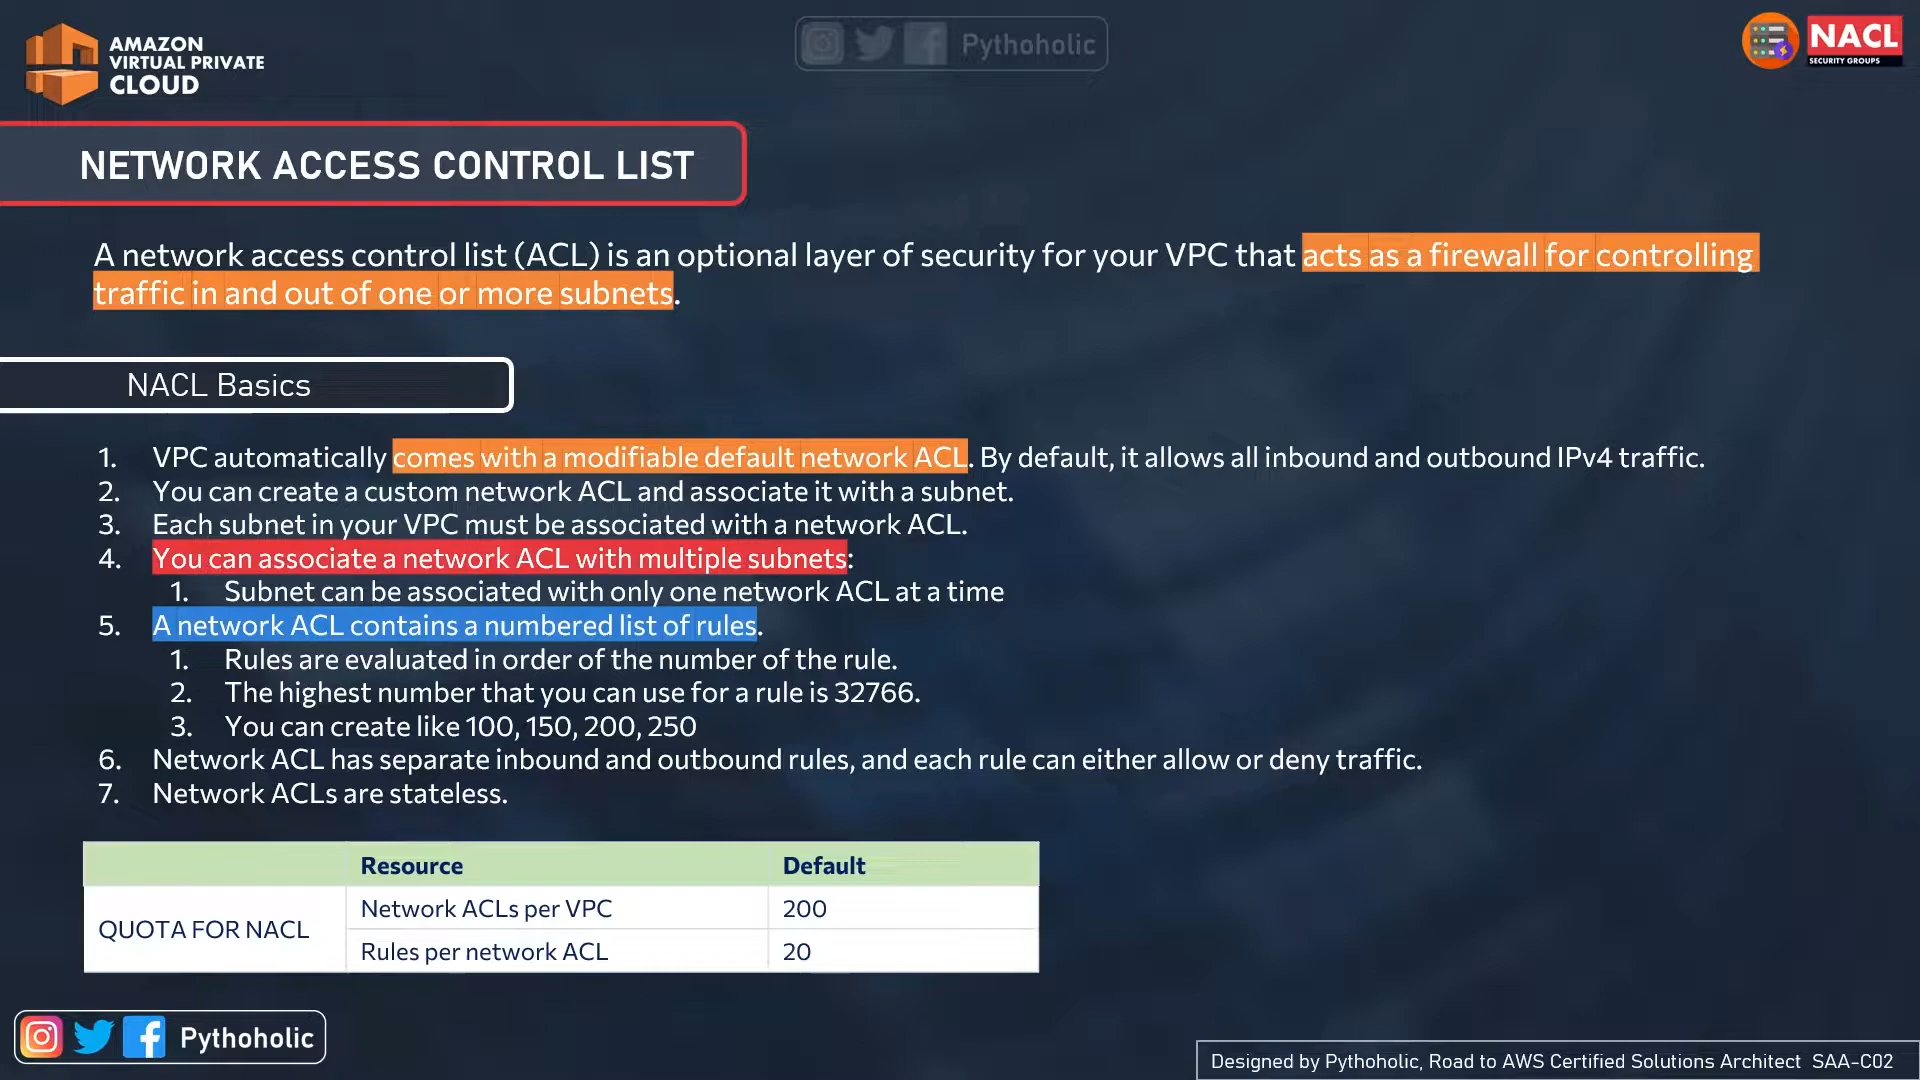 AMAZON
VIRTUAL PRIVATE
CLOUD
Pythoholic
NACL
SECURITY GROUPS
NETWORK ACCESS CONTROL LIST
A network access control list (ACL) is an optional layer of security for your VPC that acts as a firewall for controlling
traffic in and out of one or more subnets.
NACL Basics
1. VPC automatically comes with a modifiable default network ACL. By default, it allows all inbound and outbound IPv4 traffic.
2. You can create a custom network ACL and associate it with a subnet.
3. Each subnet in your VPC must be associated with a network ACL.
4. You can associate a network ACL with multiple subnets:
1. Subnet can be associated with only one network ACL at a time
5. A network ACL contains a numbered list of rules.
1. Rules are evaluated in order of the number of the rule.
2. The highest number that you can use for a rule is 32766.
3. You can create like 100, 150, 200, 250
6. Network ACL has separate inbound and outbound rules, and each rule can either allow or deny traffic.
7. Network ACLs are stateless.
Resource Default
QUOTA FOR NACL
Network ACLs per VPC 200
Rules per network ACL 20
Pythoholic
Designed by Pythoholic, Road to AWS Certified Solutions Architect SAA-C02